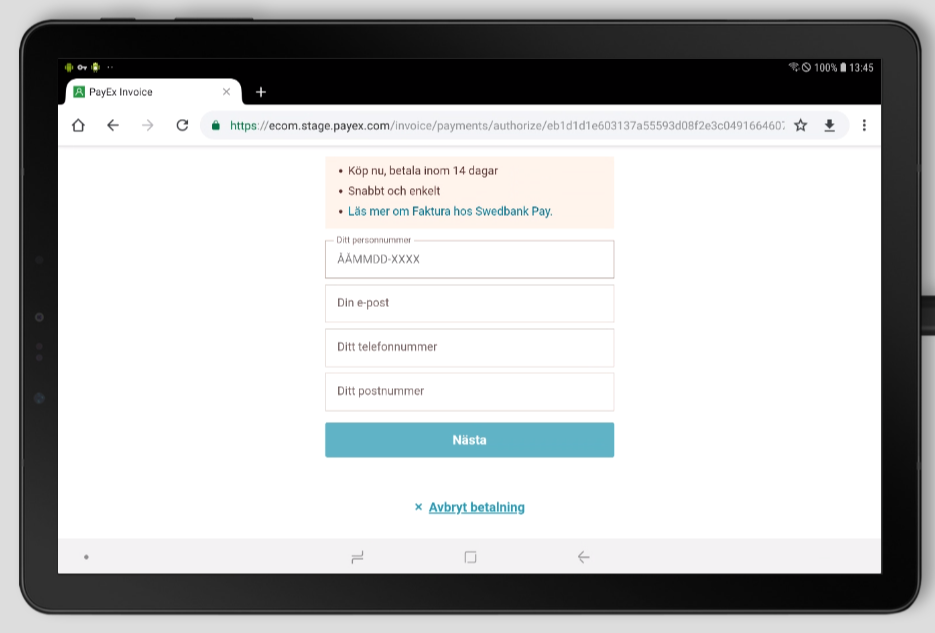 100% 13:45
PayEx Invoice
https://ecom.stage.payex.com/invoice/payments/authorize/eb1d1d1e603137a55593d08f2e3c049166460
Köp nu, betala inom 14 dagar
Snabbt och enkelt
Läs mer om Faktura hos Swedbank Pay.
Ditt personnummer
ÅÅMMDD-XXXX
Din e-post
Ditt telefonnummer
Ditt postnummer
Nästa
× Avbryt betalning